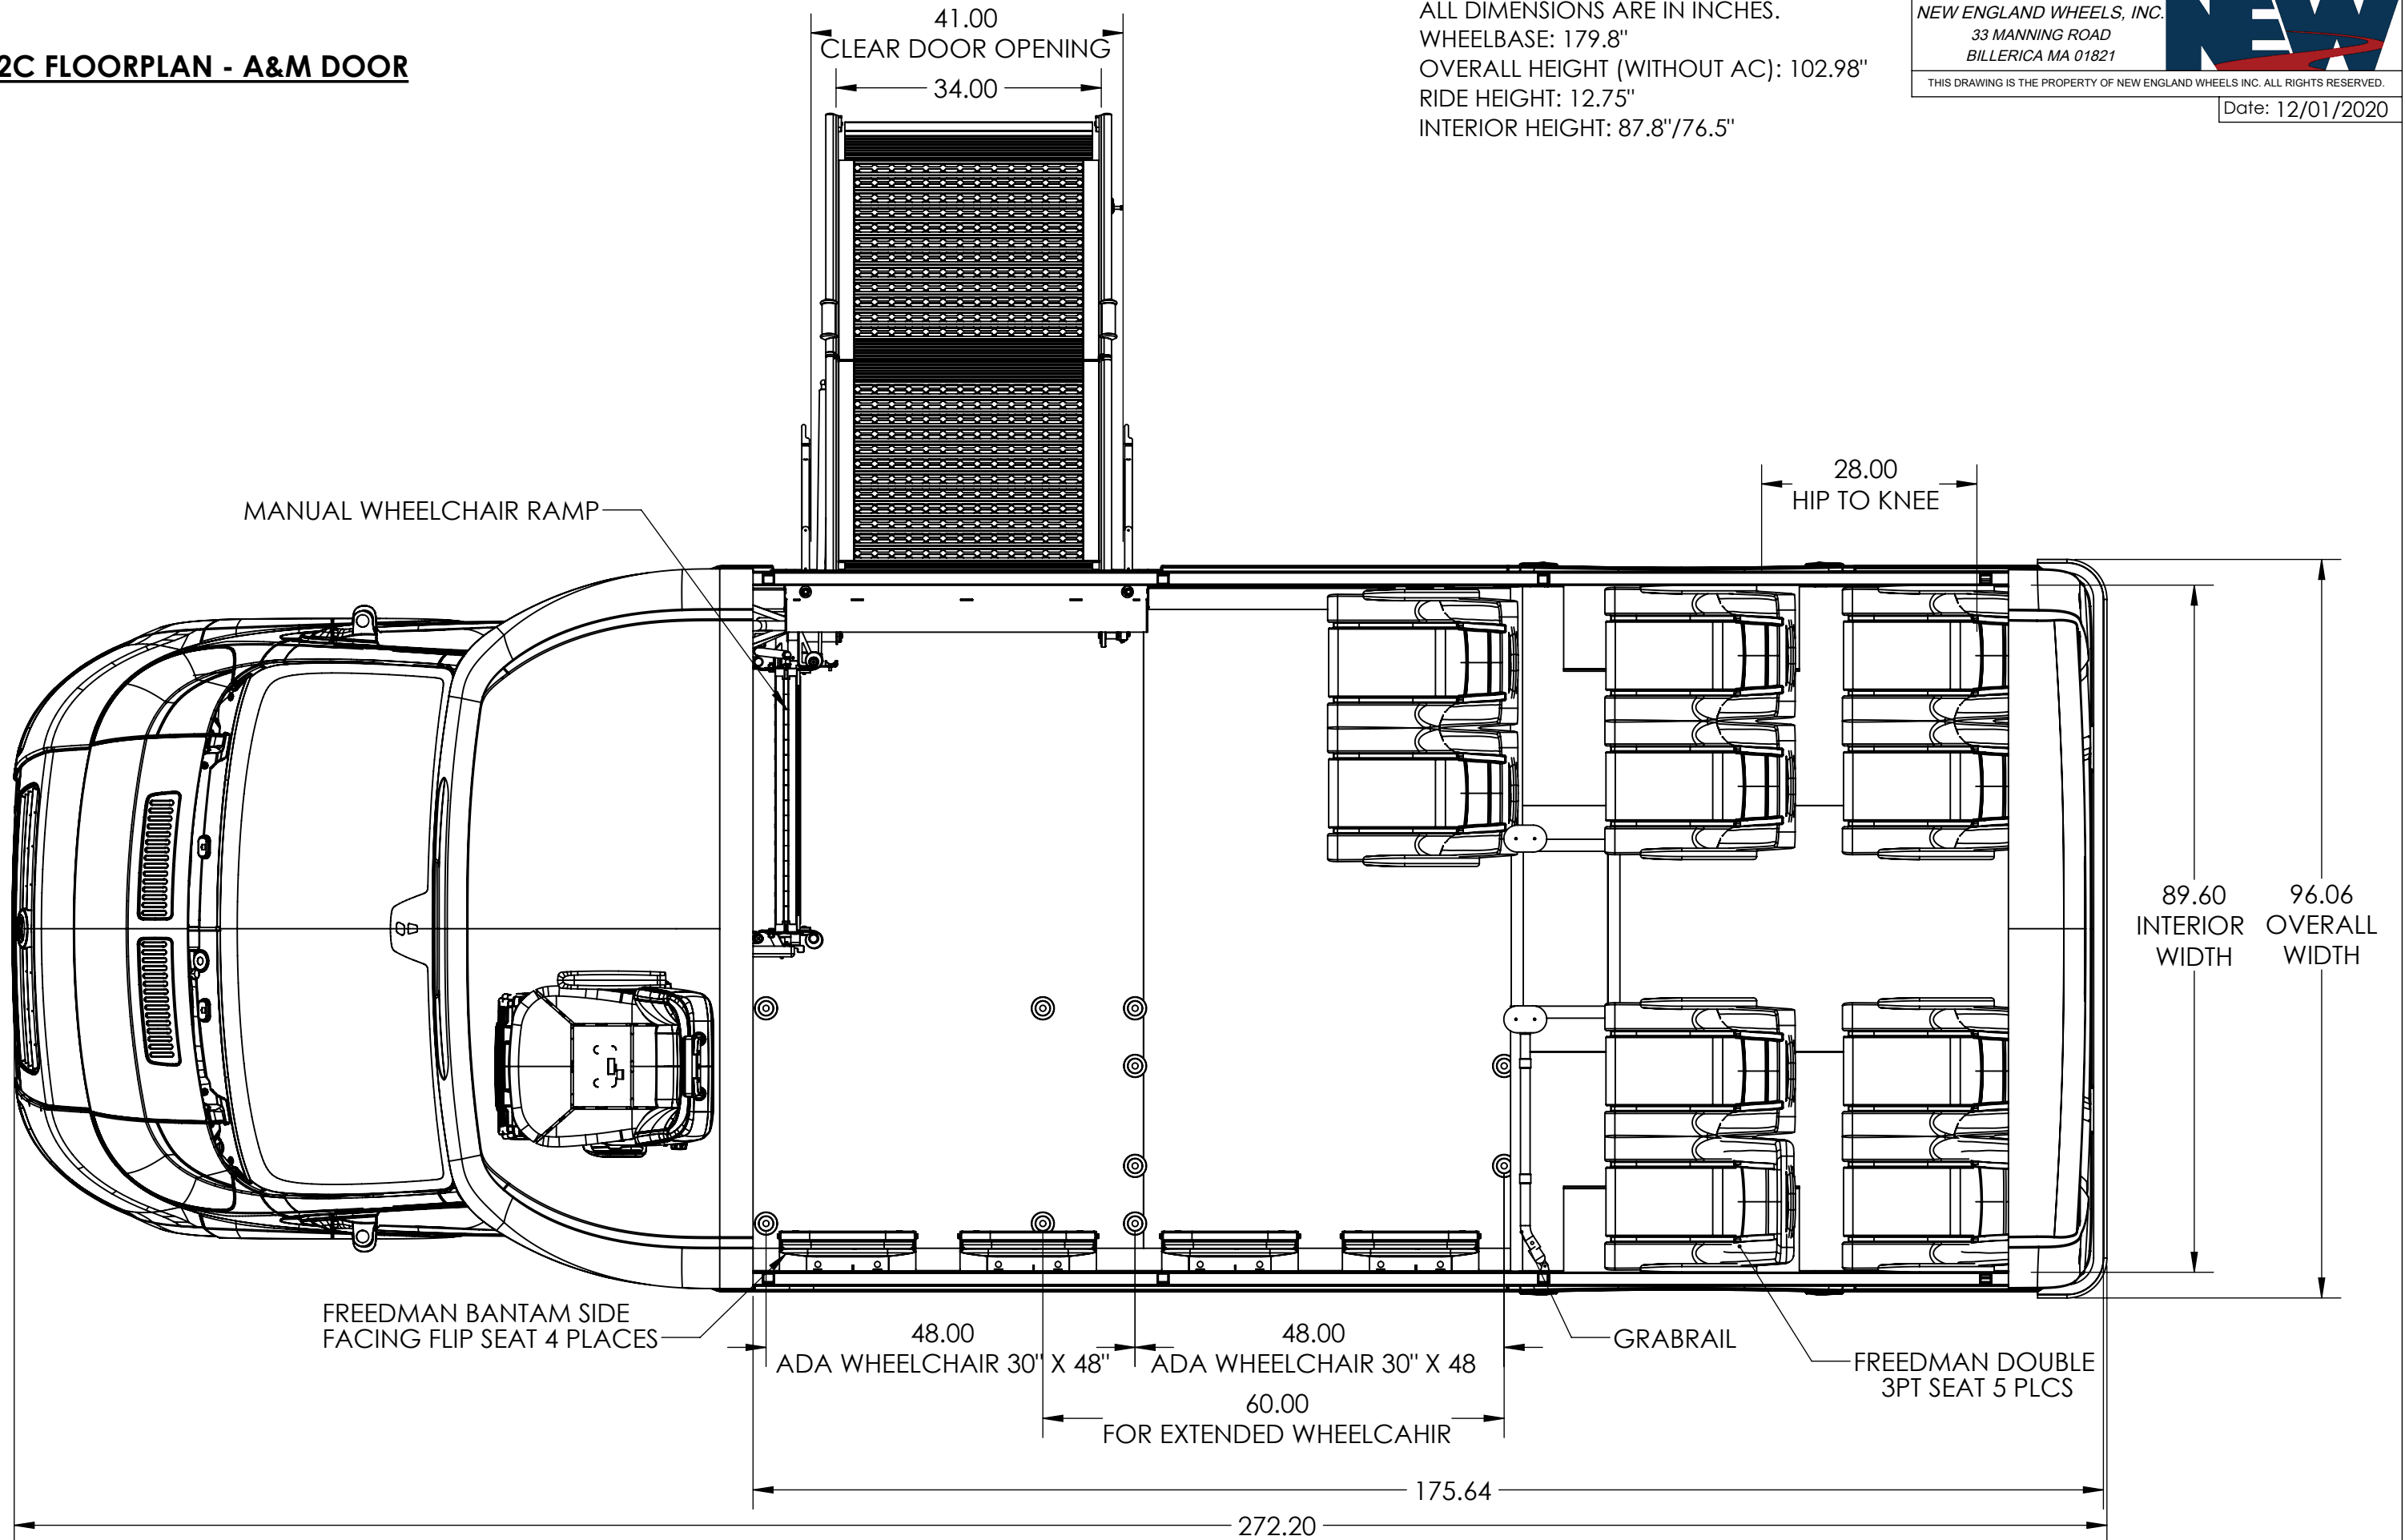 2C FLOORPLAN - A&M DOOR
41.00
CLEAR DOOR OPENING
34.00
ALL DIMENSIONS ARE IN INCHES.
WHEELBASE: 179.8"
OVERALL HEIGHT (WITHOUT AC): 102.98"
RIDE HEIGHT: 12.75"
INTERIOR HEIGHT: 87.8"/76.5"
NEW ENGLAND WHEELS, INC.
33 MANNING ROAD
BILLERICA MA 01821
NEW
THIS DRAWING IS THE PROPERTY OF NEW ENGLAND WHEELS INC. ALL RIGHTS RESERVED.
Date: 12/01/2020
MANUAL WHEELCHAIR RAMP
28.00
HIP TO KNEE
89.60
INTERIOR
WIDTH
96.06
OVERALL
WIDTH
FREEDMAN BANTAM SIDE
FACING FLIP SEAT 4 PLACES
48.00
ADA WHEELCHAIR 30" X 48"
48.00
ADA WHEELCHAIR 30" X 48
GRABRAIL
FREEDMAN DOUBLE
3PT SEAT 5 PLCS
60.00
FOR EXTENDED WHEELCAHIR
175.64
272.20